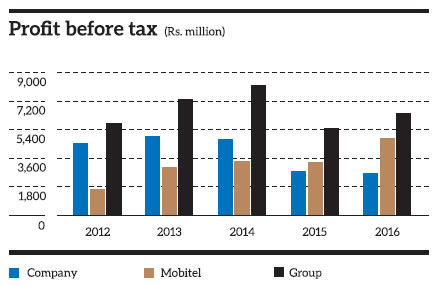 Profit before tax (Rs. million)
9,000
7,200
5,400
3,600
1,800
0
2012 2013 2014 2015 2016
Company Mobitel Group